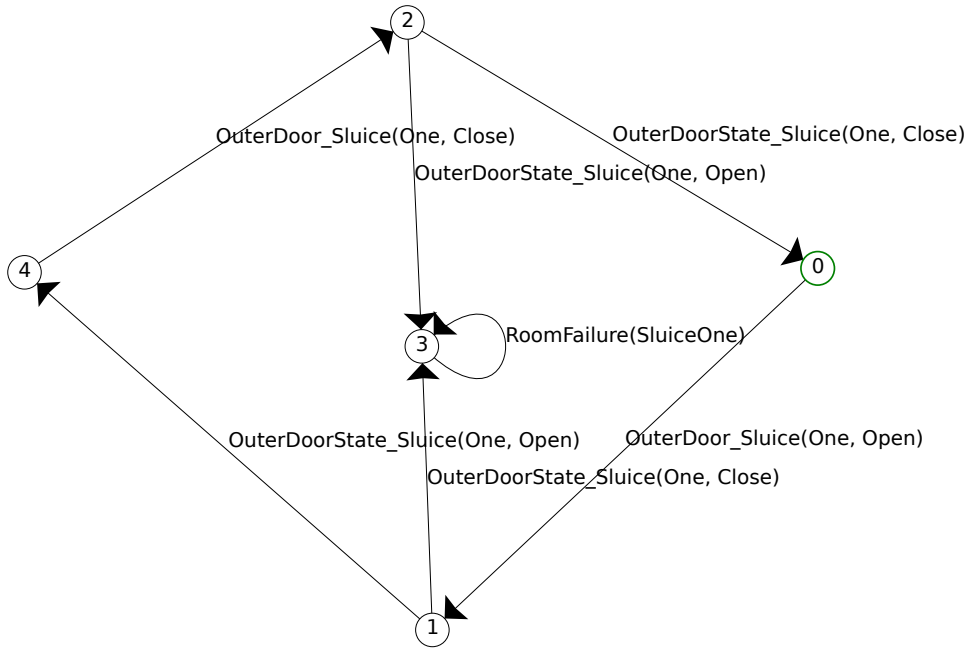 2
OuterDoor_Sluice(One, Close)
OuterDoorState_Sluice(One, Close)
OuterDoorState_Sluice(One, Open)
4
0
3
RoomFailure(SluiceOne)
OuterDoorState_Sluice(One, Open)
OuterDoor_Sluice(One, Open)
OuterDoorState_Sluice(One, Close)
1